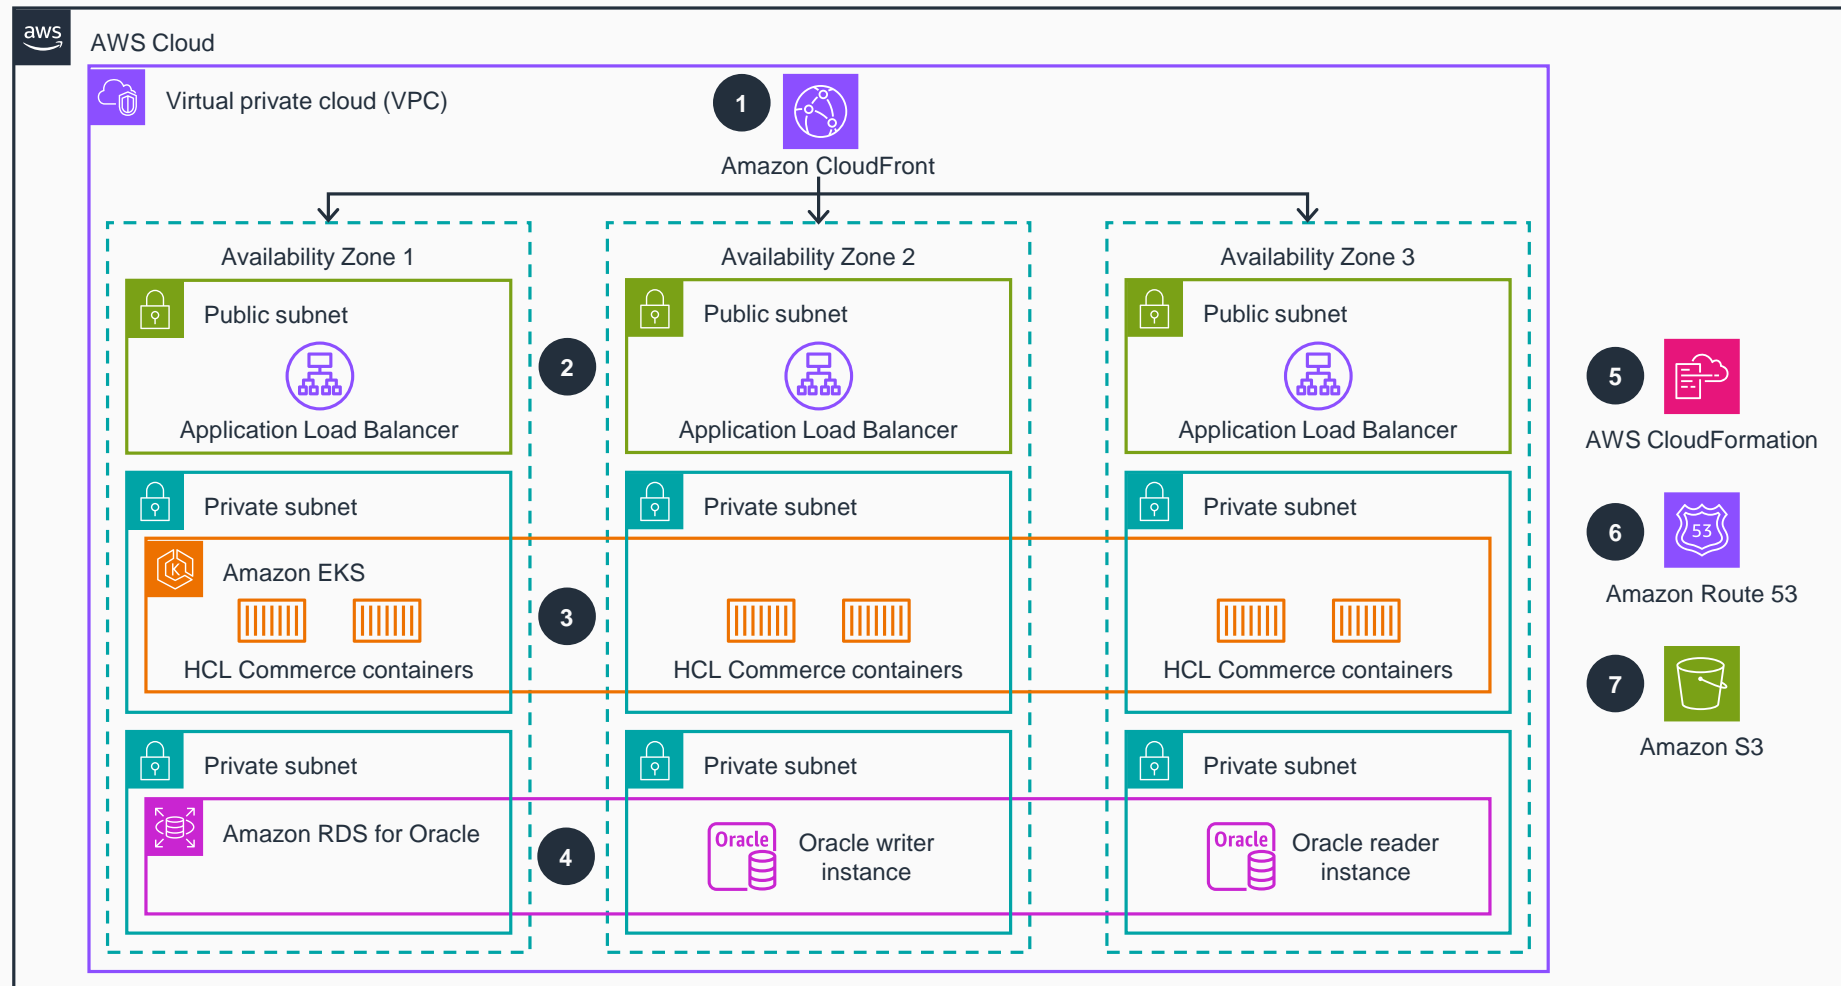 aws
AWS Cloud
Virtual private cloud (VPC)
1
Amazon CloudFront
Availability Zone 1
Availability Zone 2
Availability Zone 3
Public subnet
Public subnet
Public subnet
2
Application Load Balancer
Application Load Balancer
Application Load Balancer
Private subnet
Private subnet
Private subnet
K
Amazon EKS
3
HCL Commerce containers
HCL Commerce containers
HCL Commerce containers
Private subnet
Private subnet
Private subnet
Amazon RDS for Oracle
4
Oracle
Oracle writer
instance
Oracle
Oracle reader
instance
5
AWS CloudFormation
6
53
Amazon Route 53
7
Amazon S3